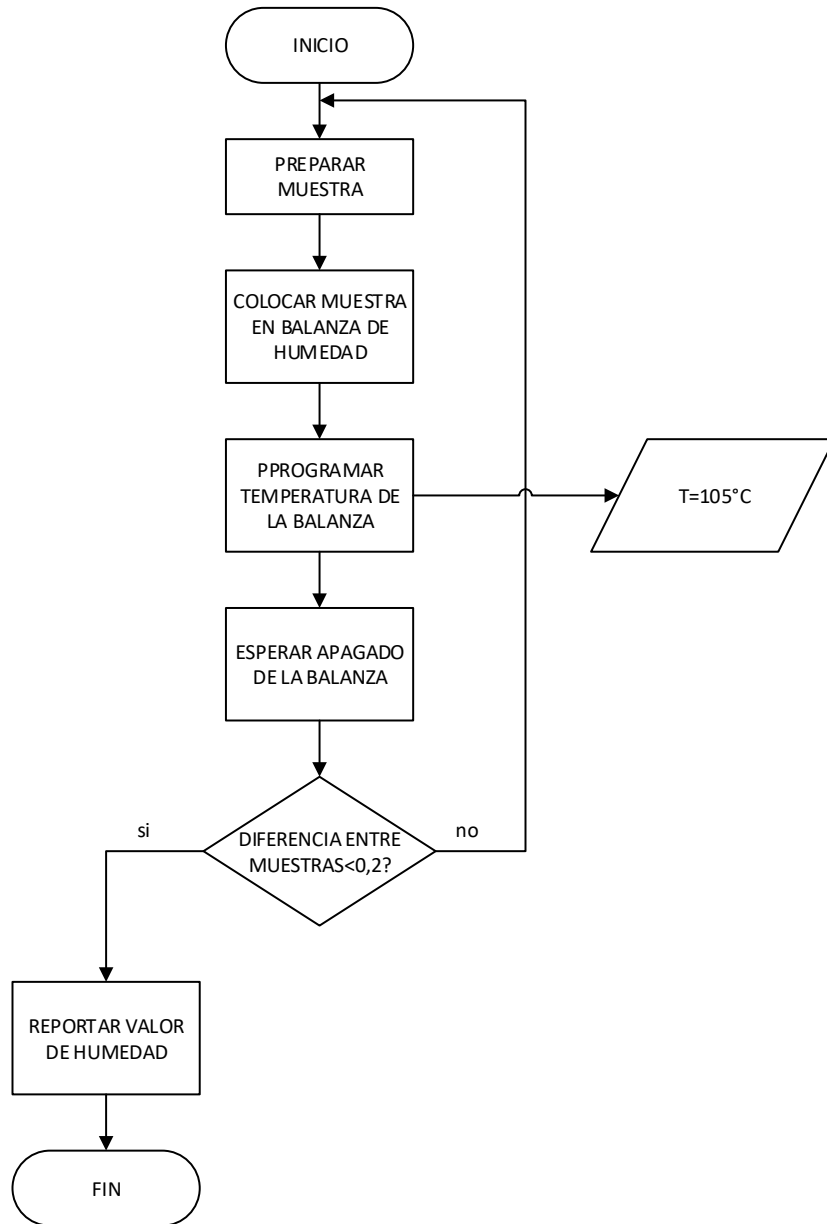 INICIO
PREPARAR
MUESTRA
COLOCAR MUESTRA
EN BALANZA DE
HUMEDAD
PPROGRAMAR
TEMPERATURA DE
LA BALANZA
T=105°C
ESPERAR APAGADO
DE LA BALANZA
si
DIFERENCIA ENTRE
MUESTRAS<0,2?
no
REPORTAR VALOR
DE HUMEDAD
FIN